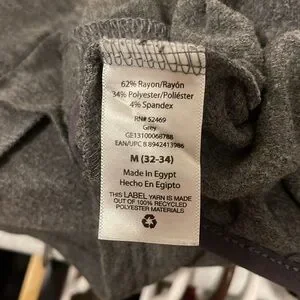 62% Rayon/Rayón
34% Polyester/Poliéster
4% Spandex
RN# 52469
Grey
GE13100068788
EAN/UPC 8.8942413986
M (32-34)
Made In Egypt
Hecho En Egipto
This LABEL YARN IS MADE
OUT OF 100% RECYCLED
POLYESTER MATERIALS